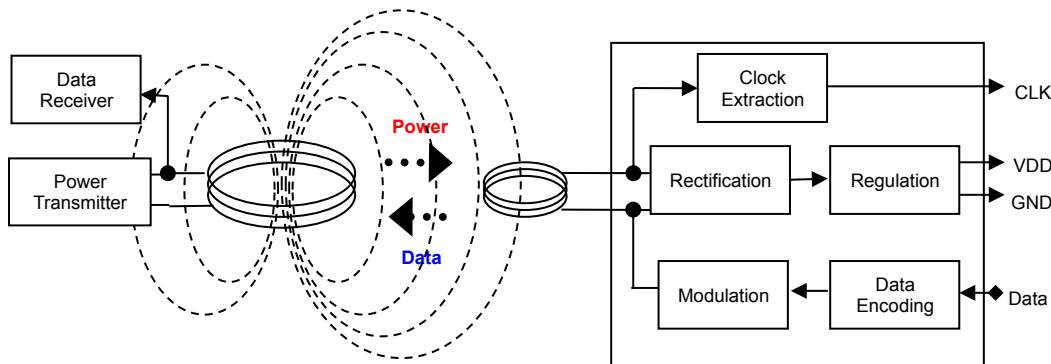 Data
Receiver
Power
Transmitter
Power
Data
Clock
Extraction
CLK
Rectification
Regulation
VDD
GND
Modulation
Data
Encoding
Data